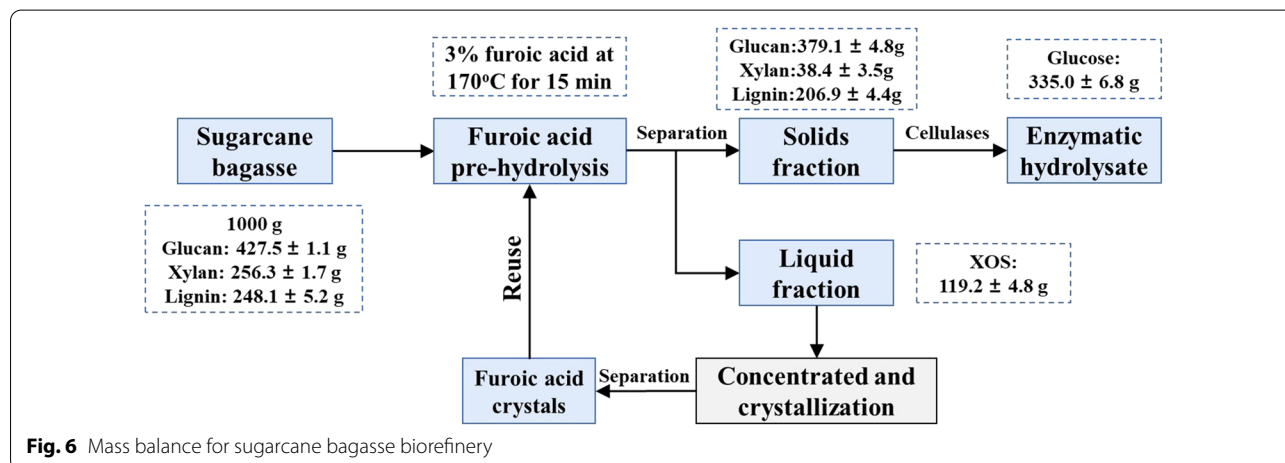 3% furoic acid at
170°C for 15 min
Glucan:379.1 ± 4.8g
Xylan:38.4 ± 3.5g
Lignin:206.9 ± 4.4g
Glucose:
335.0 ± 6.8 g
Sugarcane
bagasse
Furoic acid
pre-hydrolysis
Separation
Solids
fraction
Cellulases
Enzymatic
hydrolysate
1000 g
Glucan: 427.5 ± 1.1 g
Xylan: 256.3 ± 1.7 g
Lignin: 248.1 ± 5.2 g
Reuse
Liquid
fraction
XOS:
119.2 ± 4.8 g
Furoic acid
crystals
Separation
Concentrated and
crystallization
Fig. 6 Mass balance for sugarcane bagasse biorefinery